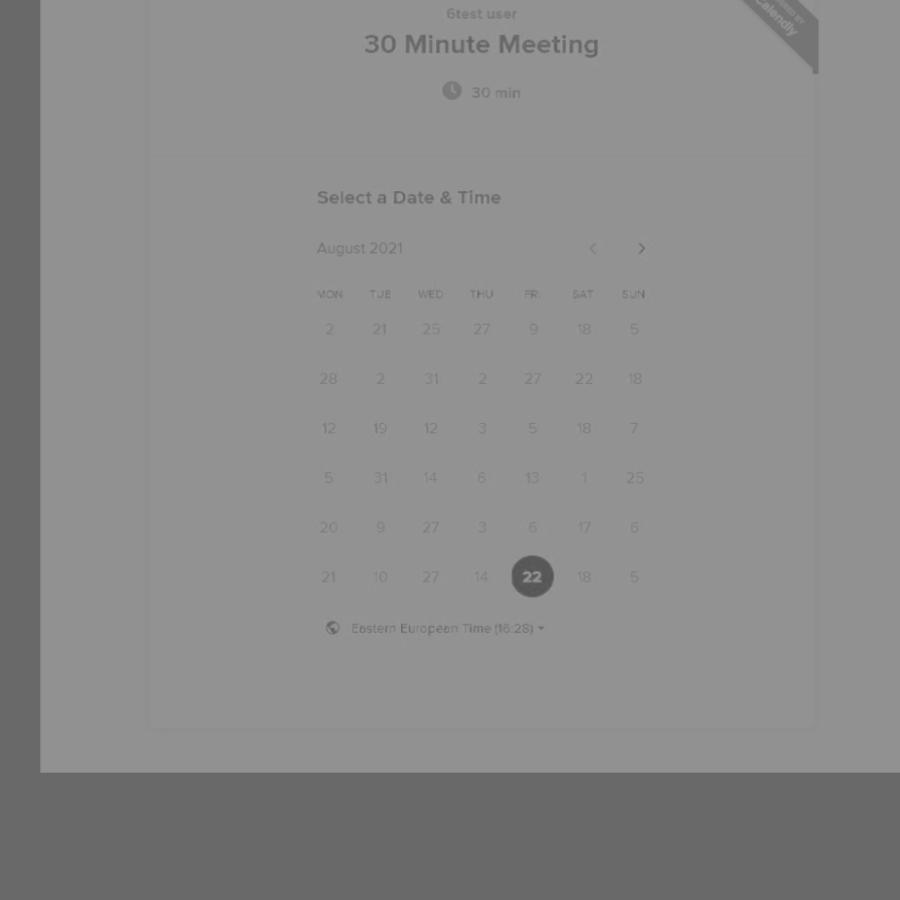 6test user
30 Minute Meeting
30 min
Calendly
Select a Date & Time
August 2021
MON TUE WED THU FRI SAT SUN
2 21 25 27 9 18 5
28 2 31 2 27 22 18
12 19 12 3 5 18 7
5 31 14 6 13 1 25
20 9 27 3 6 17 6
21 10 27 14 22 18 5
Eastern European Time (16:28)